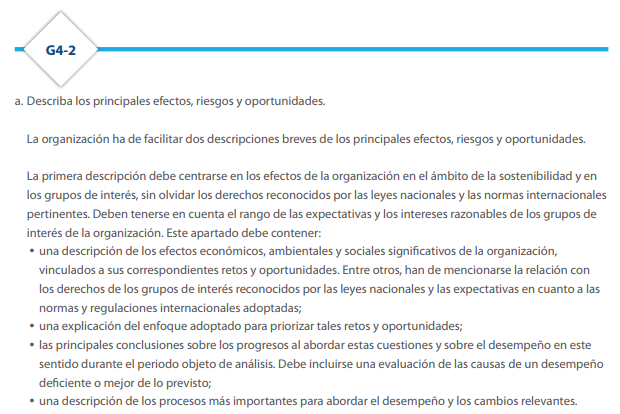 G4-2
a. Describa los principales efectos, riesgos y oportunidades.
La organización ha de facilitar dos descripciones breves de los principales efectos, riesgos y oportunidades.
La primera descripción debe centrarse en los efectos de la organización en el ámbito de la sostenibilidad y en
los grupos de interés, sin olvidar los derechos reconocidos por las leyes nacionales y las normas internacionales
pertinentes. Deben tenerse en cuenta el rango de las expectativas y los intereses razonables de los grupos de
interés de la organización. Este apartado debe contener:
• una descripción de los efectos económicos, ambientales y sociales significativos de la organización,
vinculados a sus correspondientes retos y oportunidades. Entre otros, han de mencionarse la relación con
los derechos de los grupos de interés reconocidos por las leyes nacionales y las expectativas en cuanto a las
normas y regulaciones internacionales adoptadas;
• una explicación del enfoque adoptado para priorizar tales retos y oportunidades;
• las principales conclusiones sobre los progresos al abordar estas cuestiones y sobre el desempeño en este
sentido durante el periodo objeto de análisis. Debe incluirse una evaluación de las causas de un desempeño
deficiente o mejor de lo previsto;
• una descripción de los procesos más importantes para abordar el desempeño y los cambios relevantes.